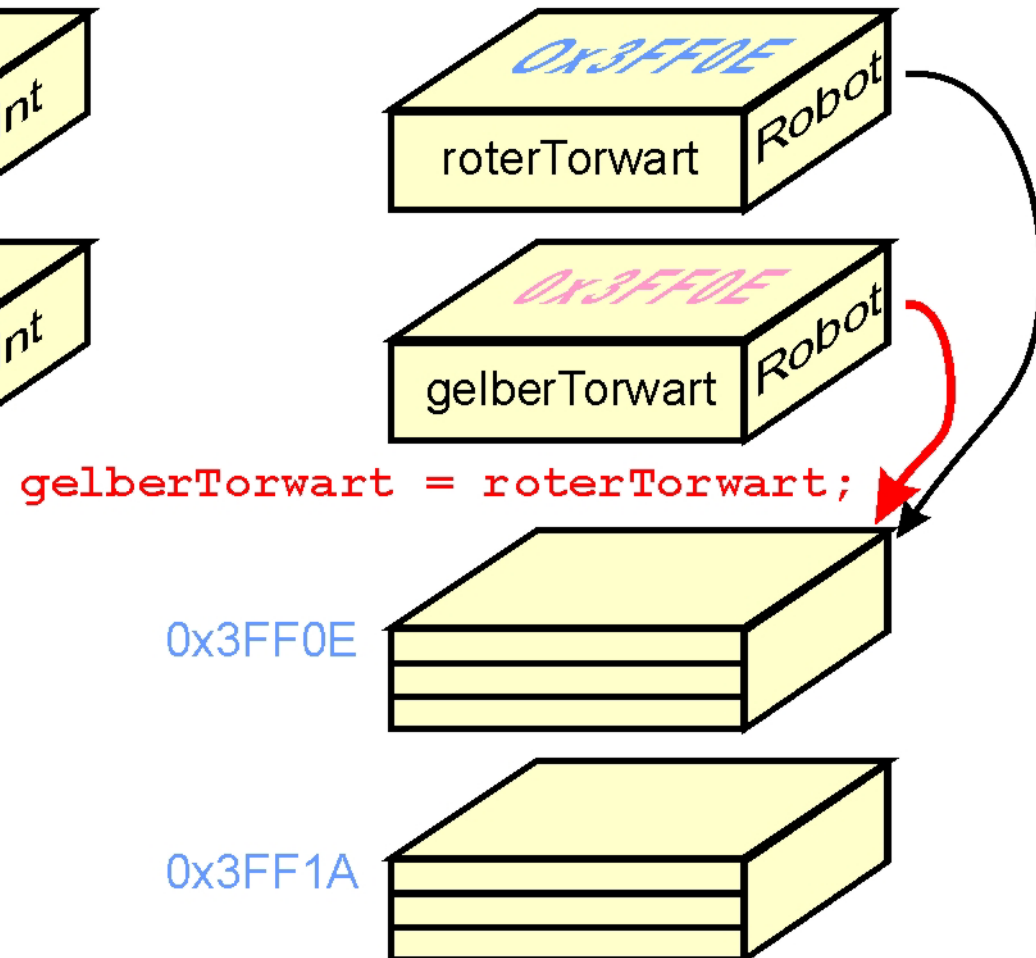 0x3FF0E
nt
roterTorwart
Robot
0x3FF0E
nt
gelberTorwart
Robot
gelberTorwart = roterTorwart;
0x3FF0E
0x3FF1A